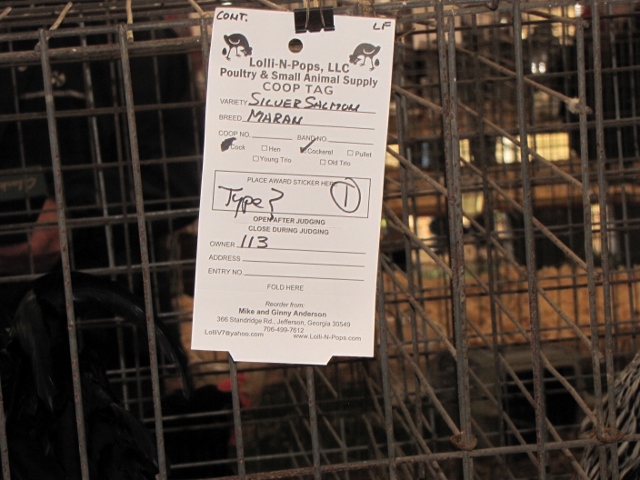 CONT. LF
Lolli-N-Pops, LLC
Poultry & Small Animal Supply
COOP TAG
VARIETY SILVER SALMON
BREED MARAN
COOP NO. BAND NO.
Cock Hen Cockerel Pullet
Young Trio Old Trio
PLACE AWARD STICKER HERE
Type? 1
OPEN AFTER JUDGING
CLOSE DURING JUDGING
OWNER 113
ADDRESS
ENTRY NO.
FOLD HERE
Reorder from:
Mike and Ginny Anderson
366 Standridge Rd., Jefferson, Georgia 30549
706-499-7612
LolliV7@yahoo.com www.Lolli-N-Pops.com